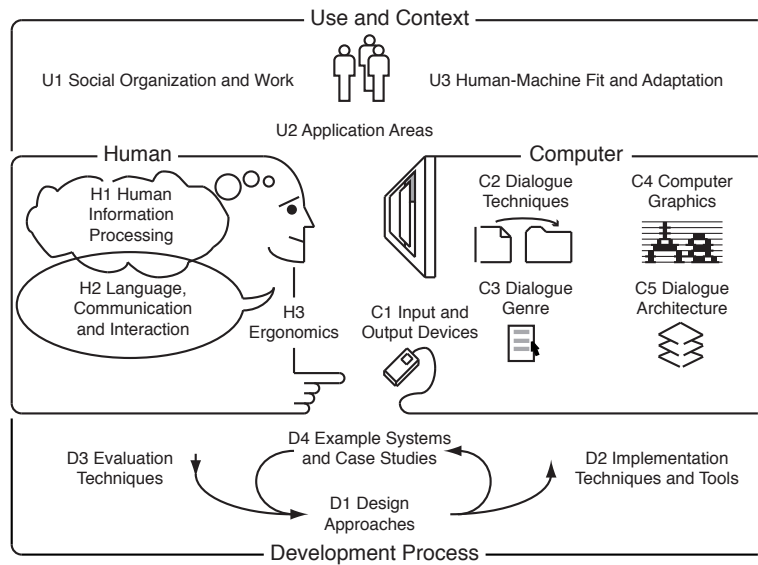 Use and Context
U1 Social Organization and Work
U3 Human-Machine Fit and Adaptation
U2 Application Areas
Human
Computer
H1 Human
Information
Processing
H2 Language,
Communication
and Interaction
H3
Ergonomics
C1 Input and
Output Devices
C2 Dialogue
Techniques
C4 Computer
Graphics
Aa
C3 Dialogue
Genre
C5 Dialogue
Architecture
D3 Evaluation
Techniques
D4 Example Systems
and Case Studies
D1 Design
Approaches
D2 Implementation
Techniques and Tools
Development Process